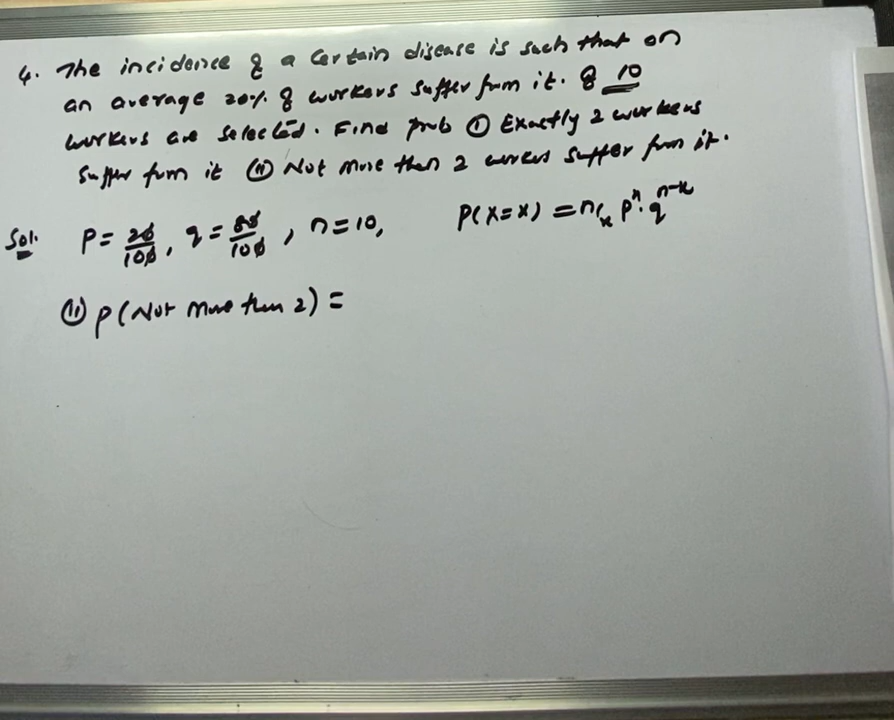 4. The incidence of a certain disease is such that on
an average 20% of workers suffer from it. If 10
workers are selected. Find prob (i) Exactly 2 workers
suffer from it (ii) Not more than 2 workers suffer from it.
Sol. P = 20/100, q = 80/100, n = 10, P(X=x) = nCx p^x. q^n-x
(ii) P(Not more than 2) =